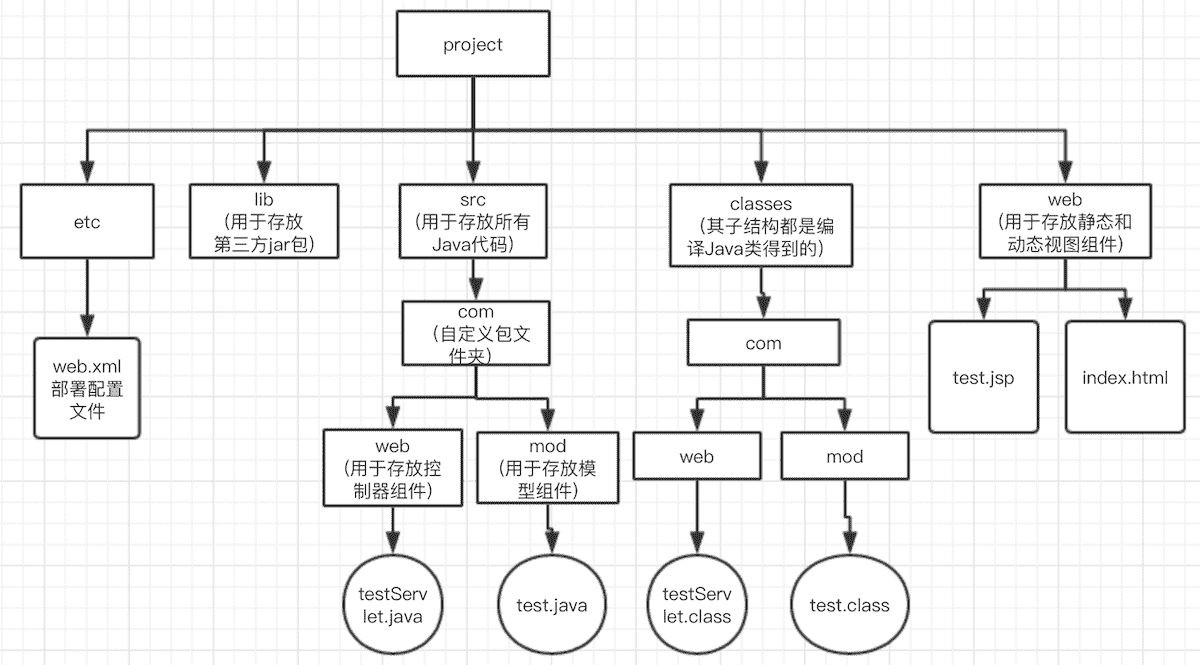 project
etc
lib
（用于存放
第三方jar包）
src
（用于存放所有
Java代码）
classes
（其子结构都是编
译Java类得到的）
web
（用于存放静态和
动态视图组件）
web.xml
部署配置
文件
com
（自定义包文
件夹）
com
test.jsp
index.html
web
（用于存放控
制器组件）
mod
（用于存放模
型组件）
web
mod
testServ
let.java
test.java
testServ
let.class
test.class